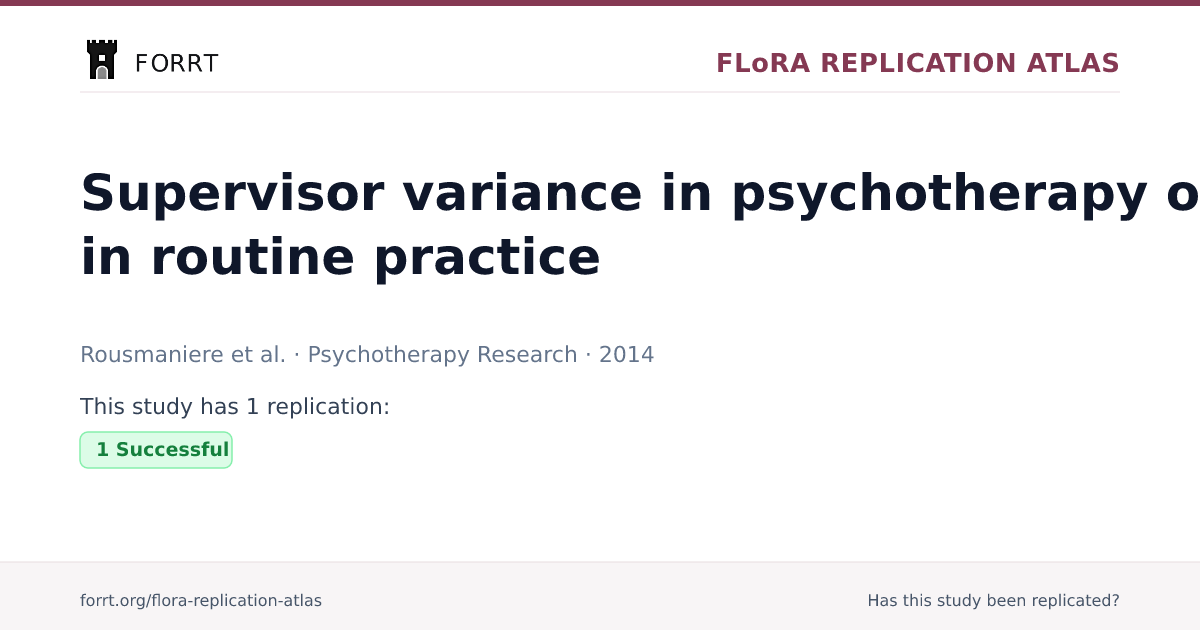 FORRT
FLoRA REPLICATION ATLAS
Supervisor variance in psychotherapy o
in routine practice
Rousmaniere et al. · Psychotherapy Research · 2014
This study has 1 replication:
1 Successful
forrt.org/flora-replication-atlas
Has this study been replicated?